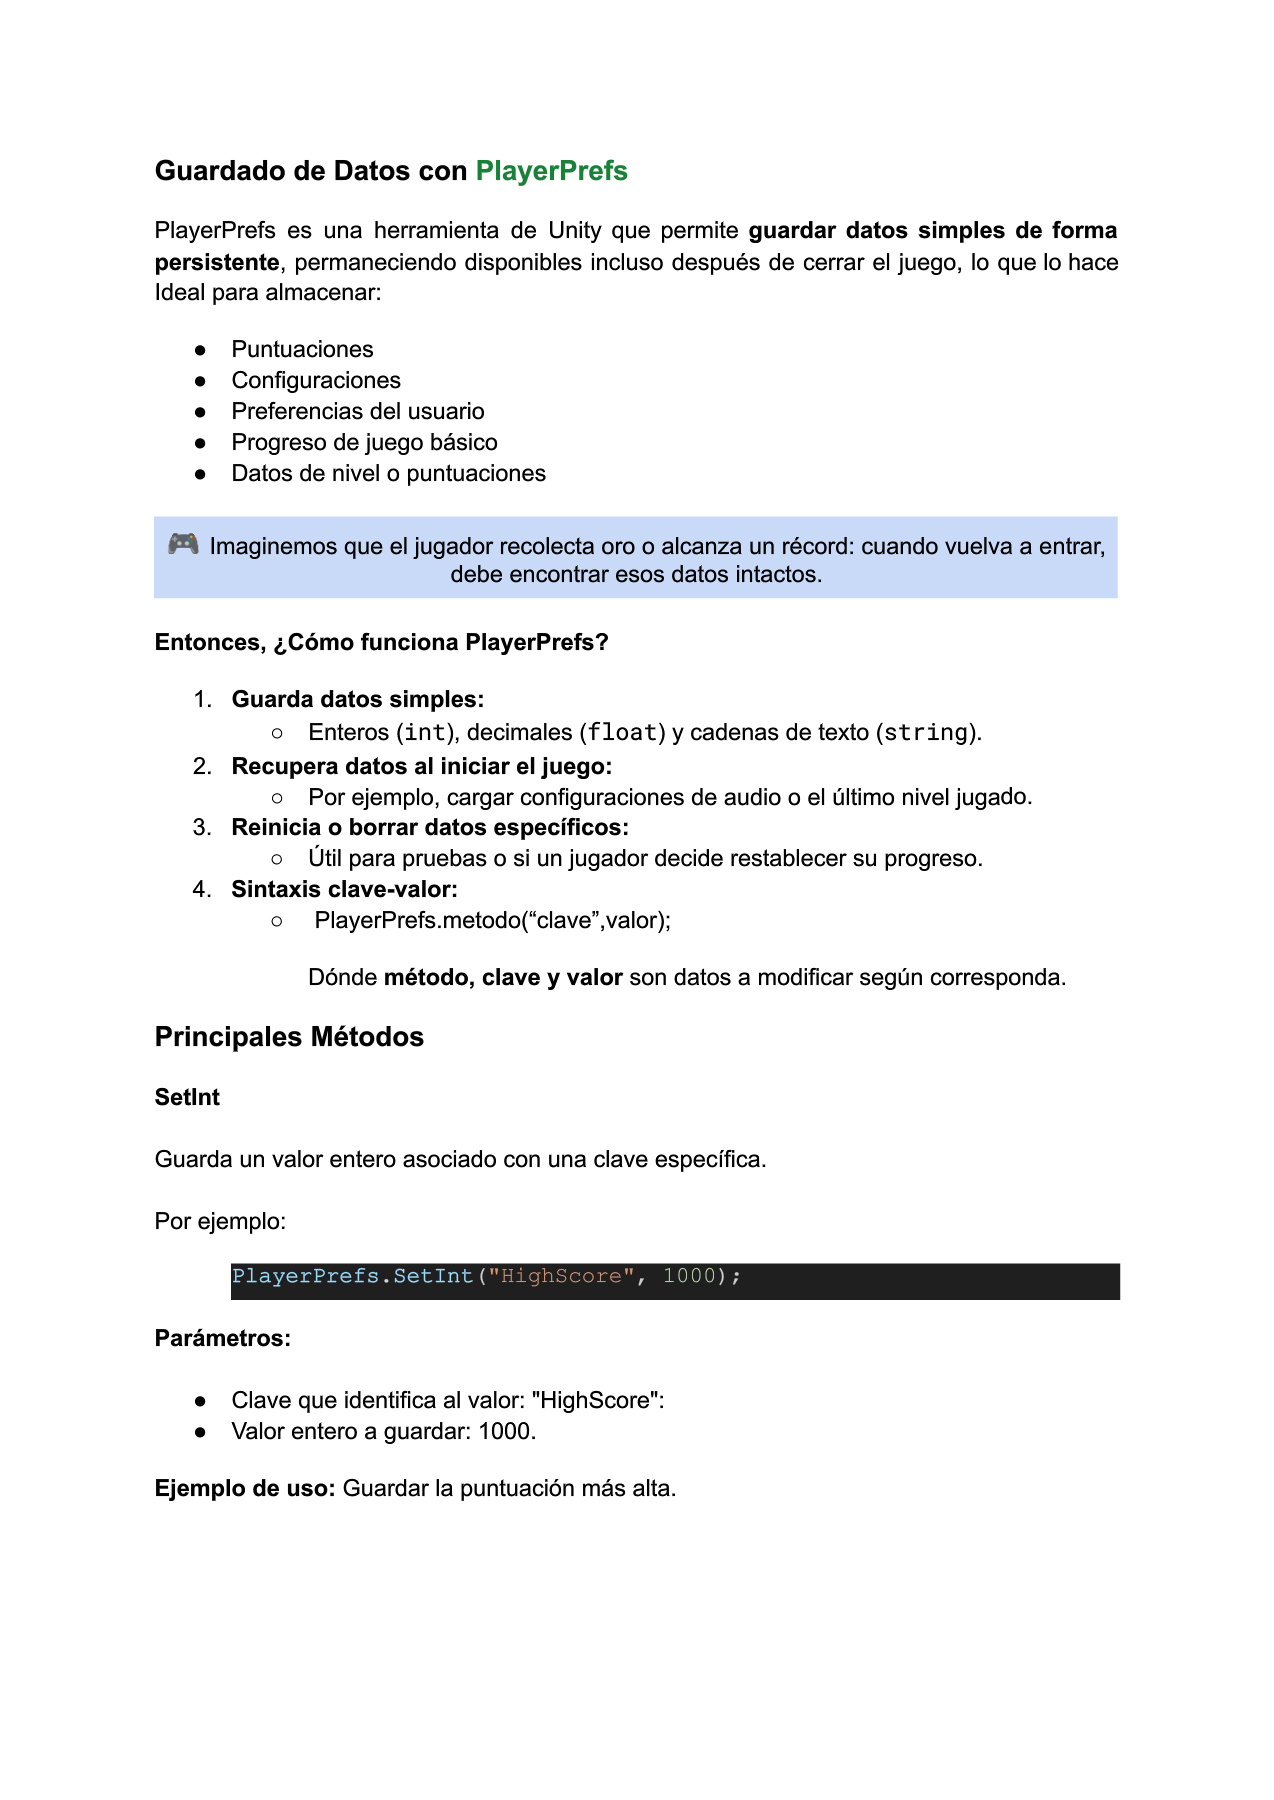 Guardado de Datos con PlayerPrefs
PlayerPrefs es una herramienta de Unity que permite guardar datos simples de forma
persistente, permaneciendo disponibles incluso después de cerrar el juego, lo que lo hace
Ideal para almacenar:
● Puntuaciones
● Configuraciones
● Preferencias del usuario
● Progreso de juego básico
● Datos de nivel o puntuaciones
🎮 Imaginemos que el jugador recolecta oro o alcanza un récord: cuando vuelva a entrar,
debe encontrar esos datos intactos.
Entonces, ¿Cómo funciona PlayerPrefs?
1. Guarda datos simples:
○ Enteros (int), decimales (float) y cadenas de texto (string).
2. Recupera datos al iniciar el juego:
○ Por ejemplo, cargar configuraciones de audio o el último nivel jugado.
3. Reinicia o borrar datos específicos:
○ Útil para pruebas o si un jugador decide restablecer su progreso.
4. Sintaxis clave-valor:
○ PlayerPrefs.metodo(“clave”,valor);
Dónde método, clave y valor son datos a modificar según corresponda.
Principales Métodos
SetInt
Guarda un valor entero asociado con una clave específica.
Por ejemplo:
PlayerPrefs.SetInt("HighScore", 1000);
Parámetros:
● Clave que identifica al valor: "HighScore":
● Valor entero a guardar: 1000.
Ejemplo de uso: Guardar la puntuación más alta.